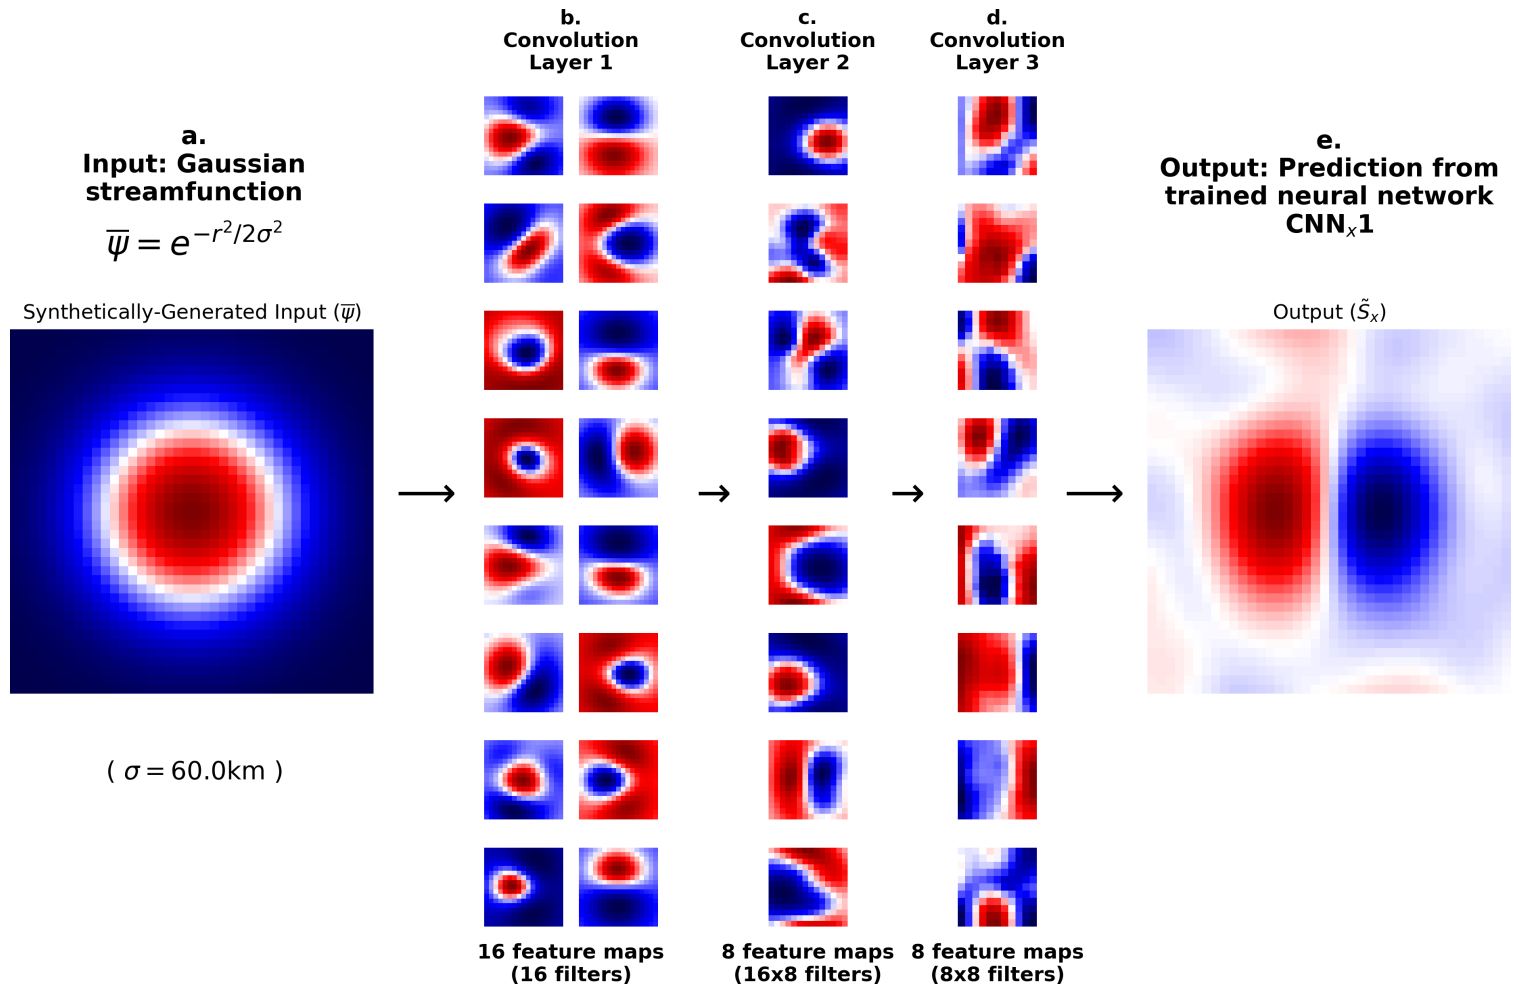 a.
Input: Gaussian
streamfunction
ψ̅ = e^{−r²/2σ²}
Synthetically-Generated Input (ψ̅)
( σ = 60.0km )
b.
Convolution
Layer 1
16 feature maps
(16 filters)
c.
Convolution
Layer 2
8 feature maps
(16x8 filters)
d.
Convolution
Layer 3
8 feature maps
(8x8 filters)
e.
Output: Prediction from
trained neural network
CNNₓ1
Output (S̃ₓ)